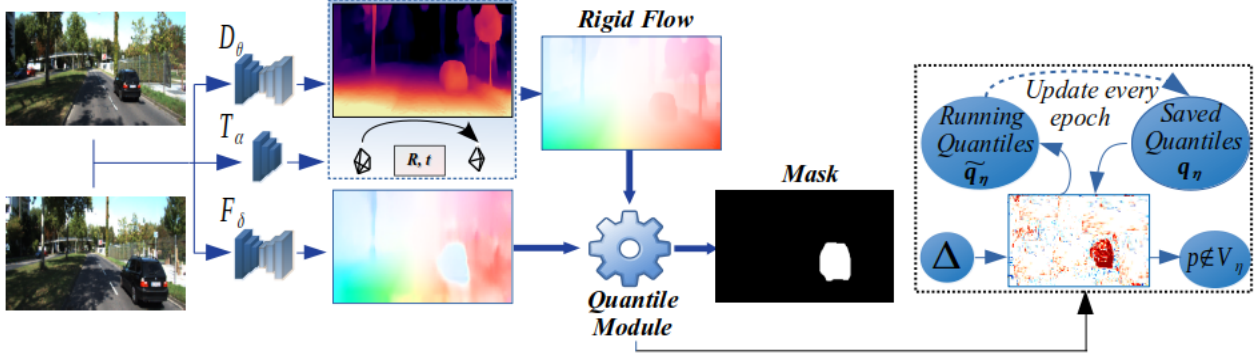 D_θ
T_α
F_δ
R, t
Rigid Flow
Quantile
Module
Mask
Update every
epoch
Running
Quantiles
q̃_η
Saved
Quantiles
q_η
Δ
p∉V_η